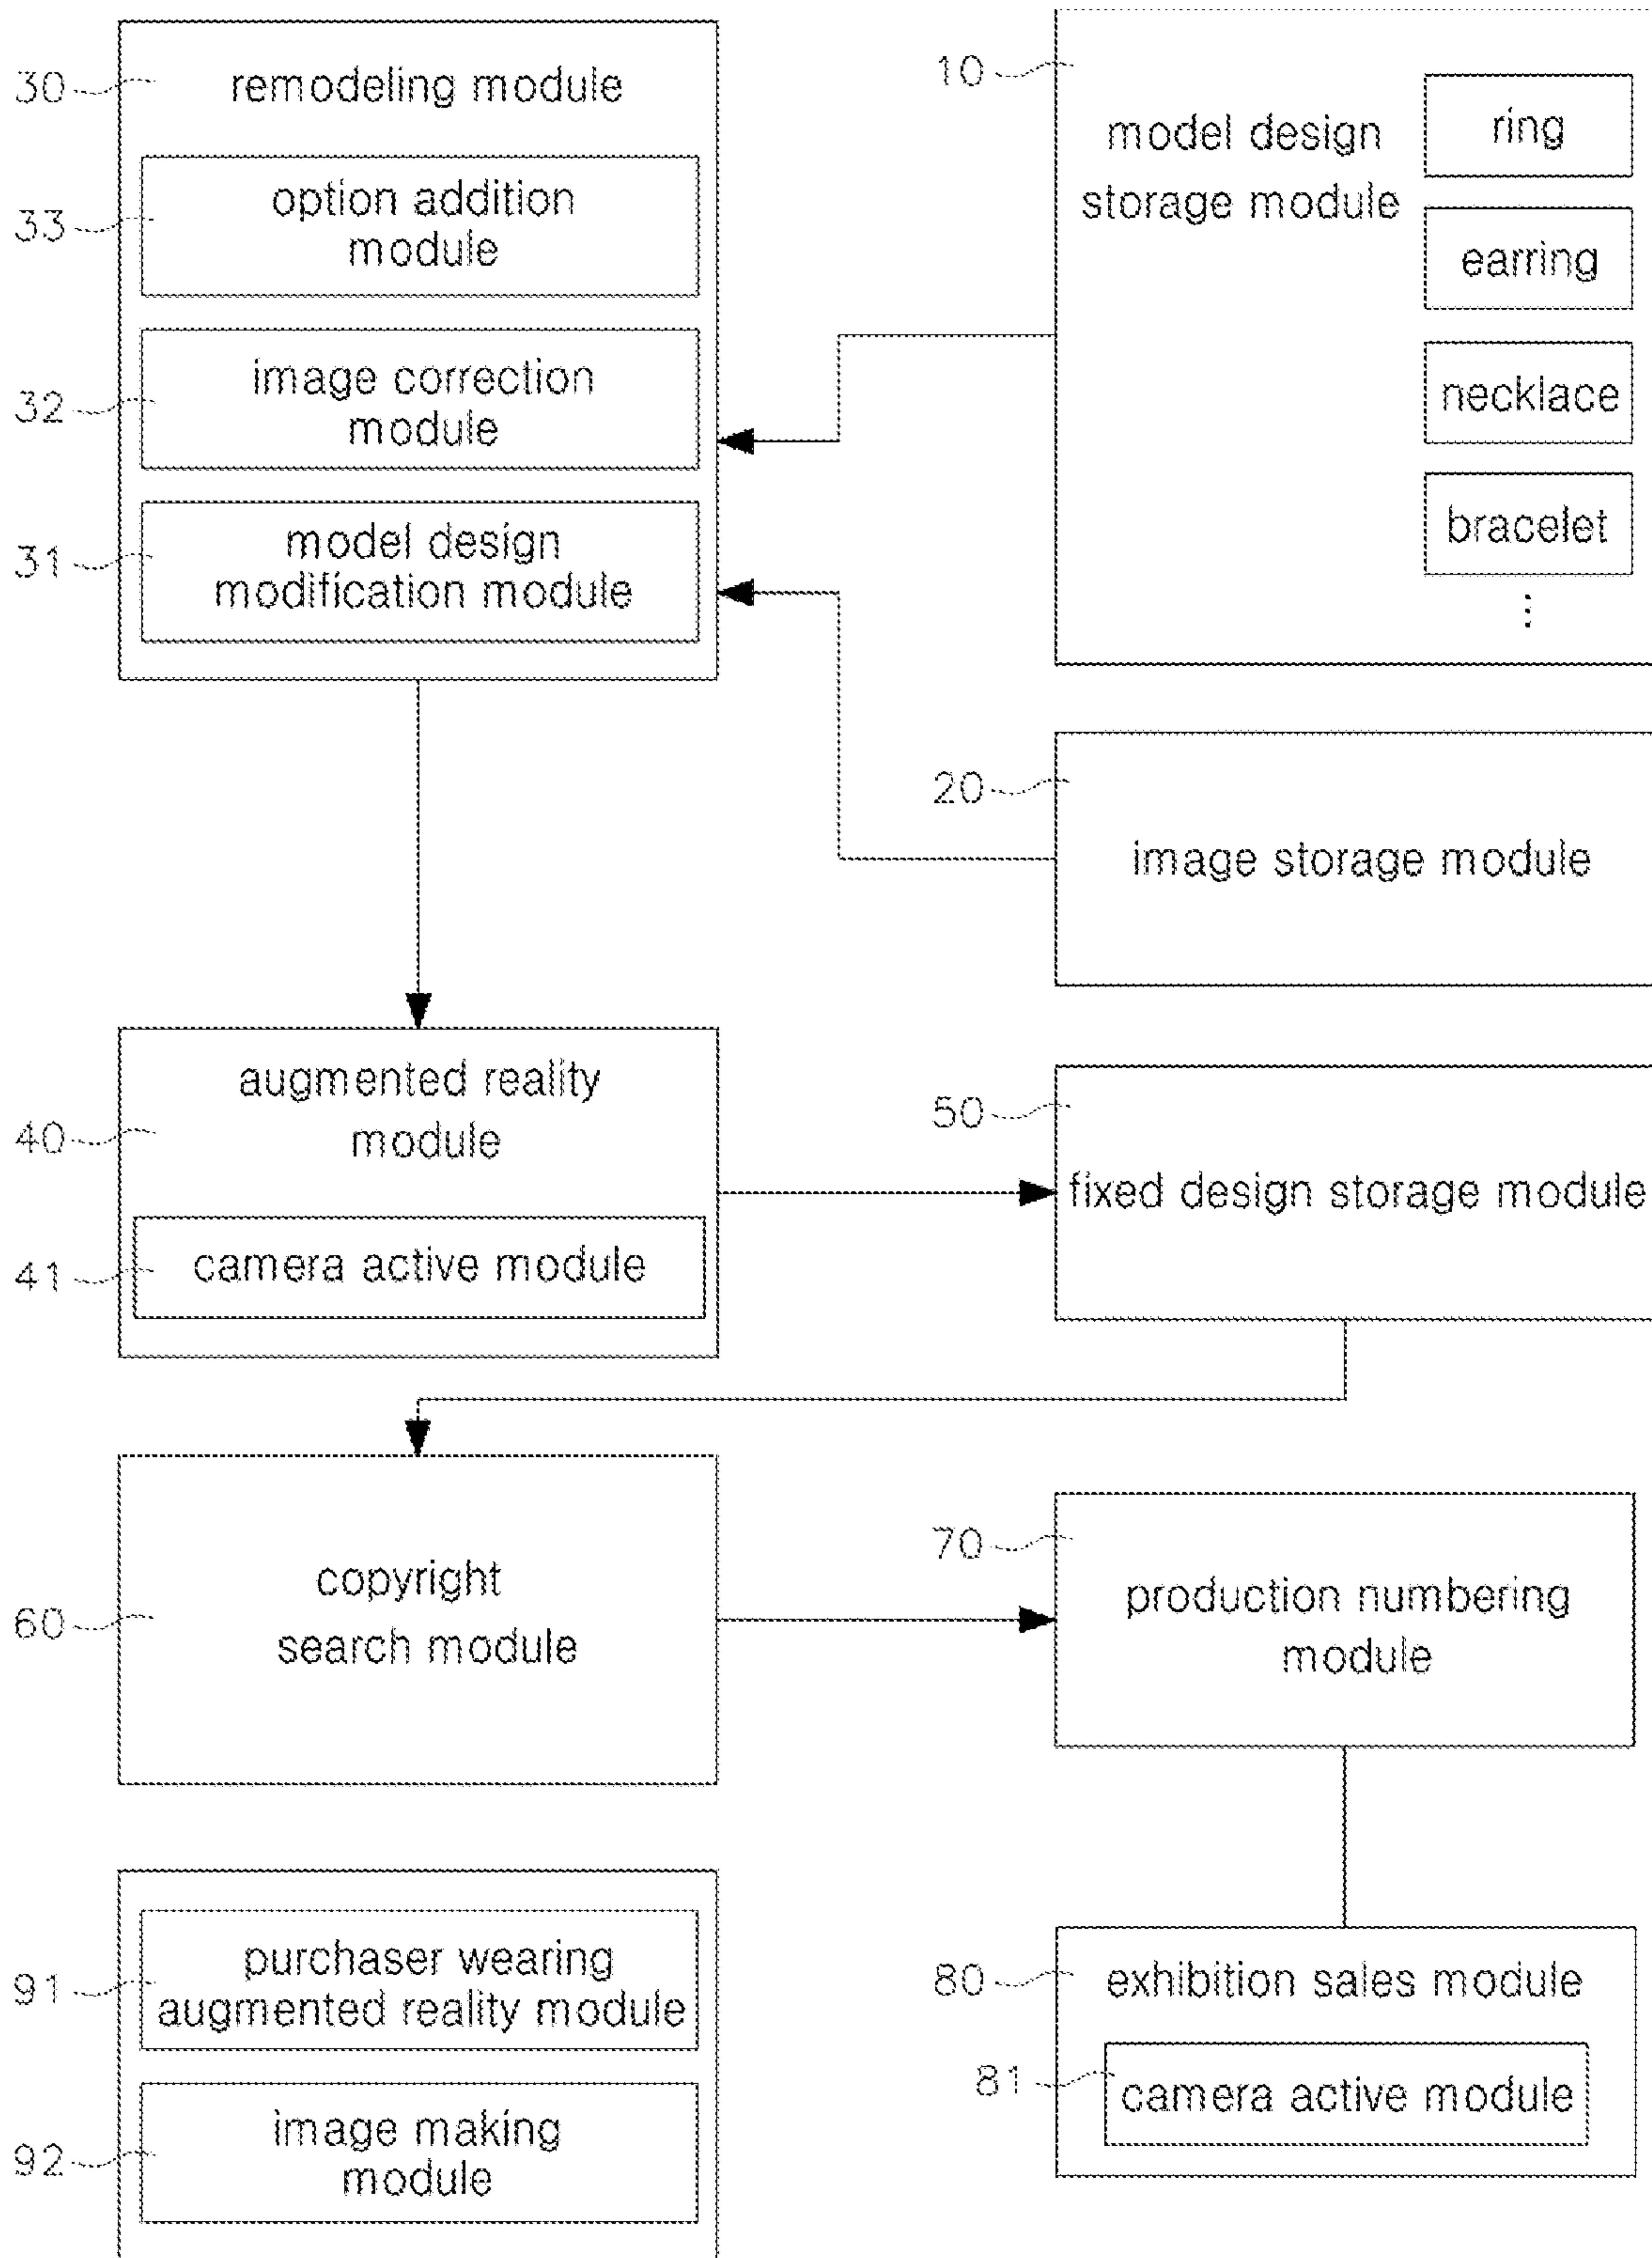 30
remodeling module
33
option addition
module
32
image correction
module
31
model design
modification module
10
model design
storage module
ring
earring
necklace
bracelet
⋮
20
image storage module
40
augmented reality
module
41
camera active module
50
fixed design storage module
60
copyright
search module
70
production numbering
module
80
exhibition sales module
81
camera active module
91
purchaser wearing
augmented reality module
92
image making
module